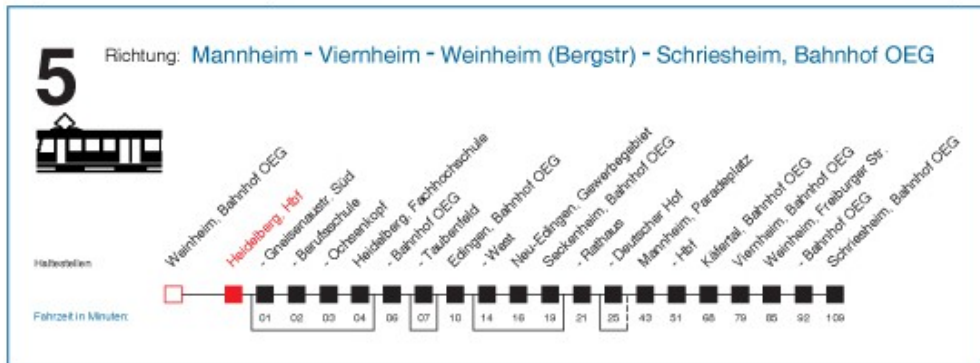 5
Richtung: Mannheim - Viernheim - Weinheim (Bergstr) - Schriesheim, Bahnhof OEG
Weinheim, Bahnhof OEG
Heidelberg, Hbf
- Gneisenaustr. Süd
- Berufsschule
- Ochsenkopf
Heidelberg, Fachhochschule
- Bahnhof OEG
- Taubenfeld
Edingen, Bahnhof OEG
- West
Neu-Edingen, Gewerbegebiet
Seckenheim, Bahnhof OEG
- Rathaus
- Deutscher Hof
Mannheim, Paradeplatz
- Hbf
Käfertal, Bahnhof OEG
Viernheim, Bahnhof OEG
Weinheim, Freiburger Str.
- Bahnhof OEG
Schriesheim, Bahnhof OEG
Haltestellen
Fahrzeit in Minuten: 01 02 03 04 06 07 10 14 16 19 21 25 43 51 68 79 85 92 109